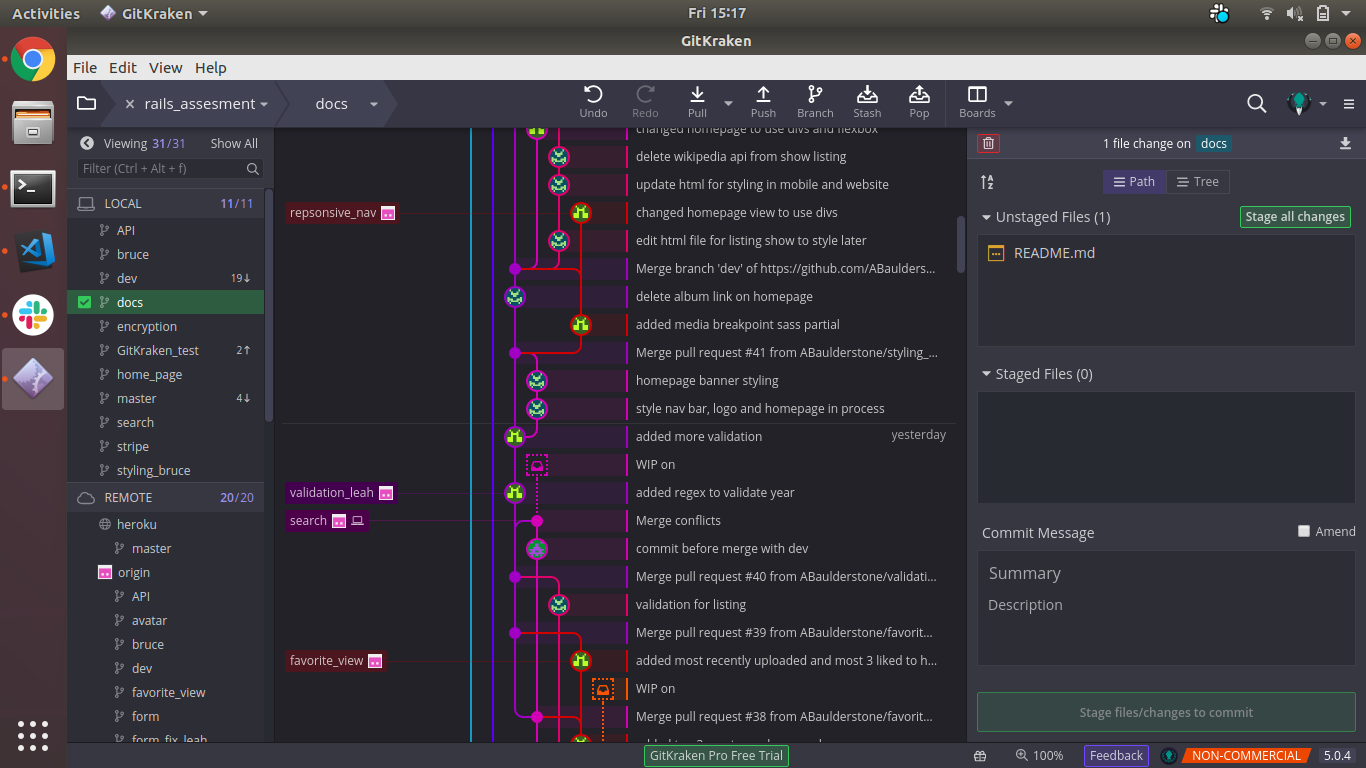 Activities GitKraken Fri 15:17
GitKraken
File Edit View Help
rails_assesment docs Undo Redo Pull Push Branch Stash Pop Boards
Viewing 31/31 Show All
Filter (Ctrl + Alt + f)
LOCAL 11/11
API
bruce
dev 19↓
docs
encryption
GitKraken_test 2↑
home_page
master 4↓
search
stripe
styling_bruce
REMOTE 20/20
heroku
master
origin
API
avatar
bruce
dev
favorite_view
form
form_fix_leah
changed homepage to use divs and flexbox
delete wikipedia api from show listing
update html for styling in mobile and website
repsonsive_nav changed homepage view to use divs
edit html file for listing show to style later
Merge branch 'dev' of https://github.com/ABaulders...
delete album link on homepage
added media breakpoint sass partial
Merge pull request #41 from ABaulderstone/styling_...
homepage banner styling
style nav bar, logo and homepage in process
added more validation yesterday
WIP on
validation_leah added regex to validate year
search Merge conflicts
commit before merge with dev
Merge pull request #40 from ABaulderstone/validati...
validation for listing
Merge pull request #39 from ABaulderstone/favorit...
favorite_view added most recently uploaded and most 3 liked to h...
WIP on
Merge pull request #38 from ABaulderstone/favorit...
1 file change on docs
Path Tree
Unstaged Files (1) Stage all changes
README.md
Staged Files (0)
Commit Message Amend
Summary
Description
Stage files/changes to commit
GitKraken Pro Free Trial 100% Feedback NON-COMMERCIAL 5.0.4